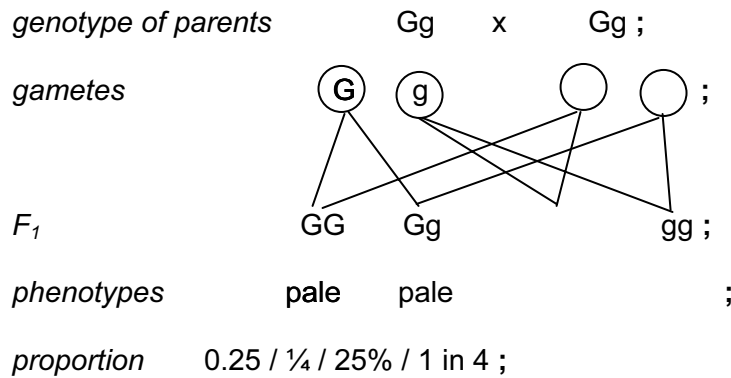 genotype of parents Gg x Gg ;
gametes G g ;
F1 GG Gg gg ;
phenotypes pale pale ;
proportion 0.25 / ¼ / 25% / 1 in 4 ;